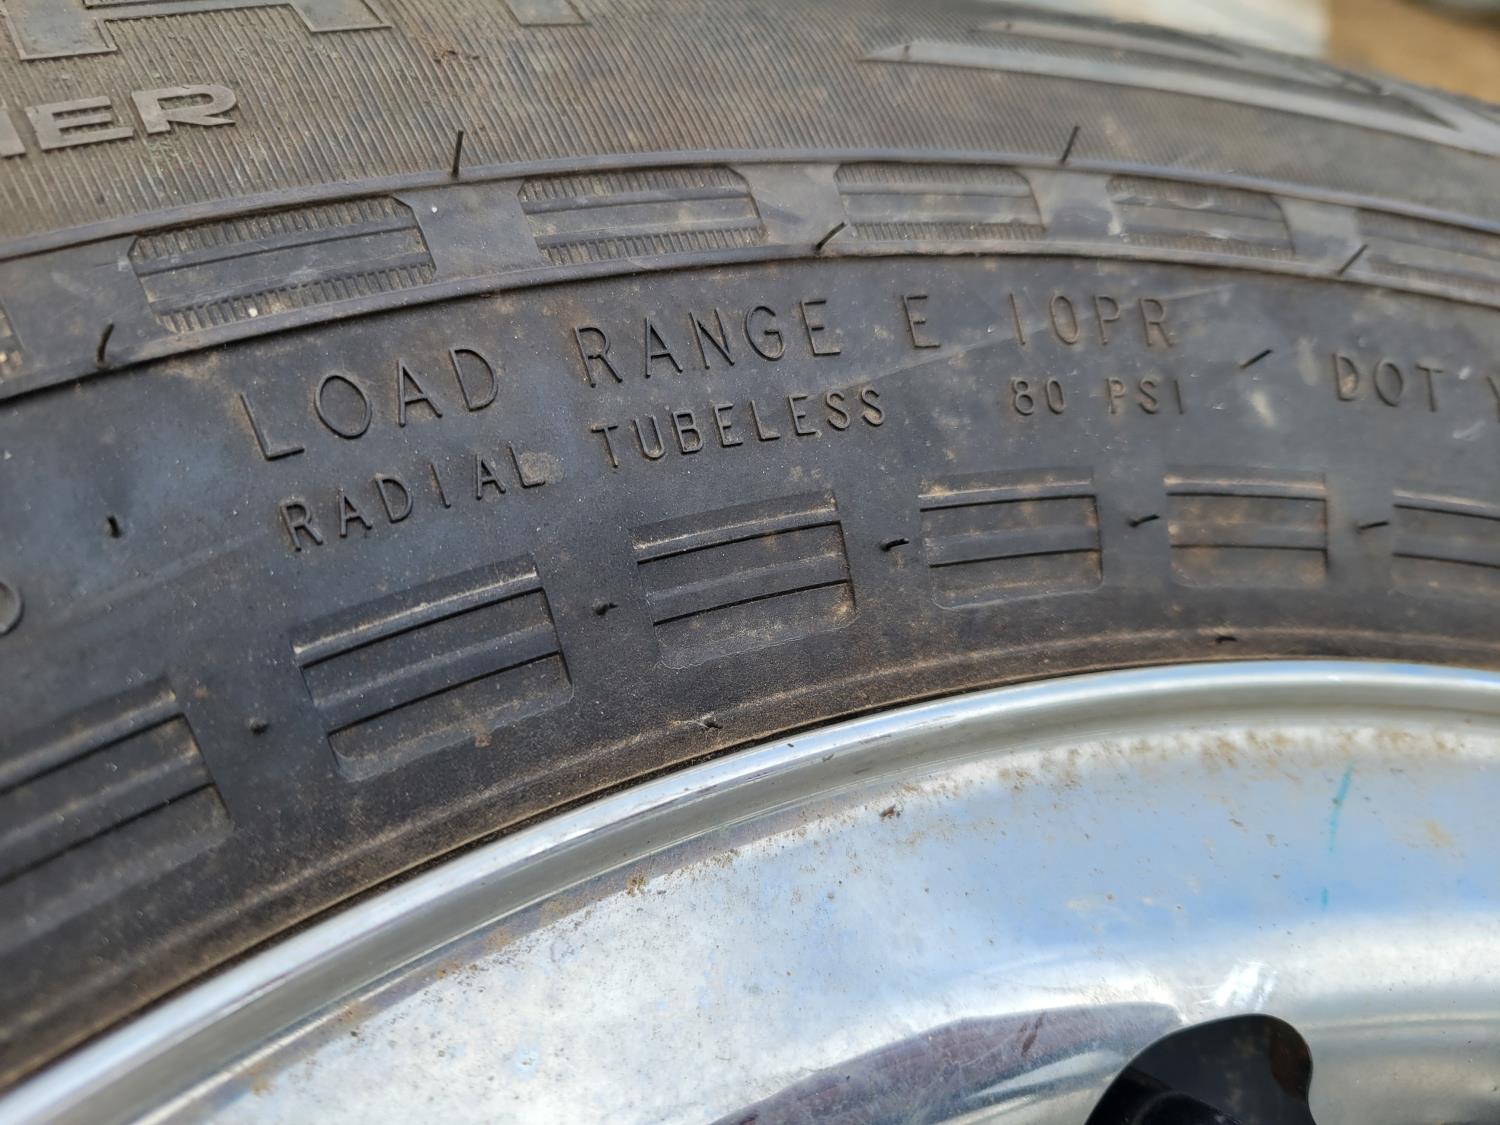 LOAD RANGE E 10PR
RADIAL TUBELESS 80 PSI
DOT